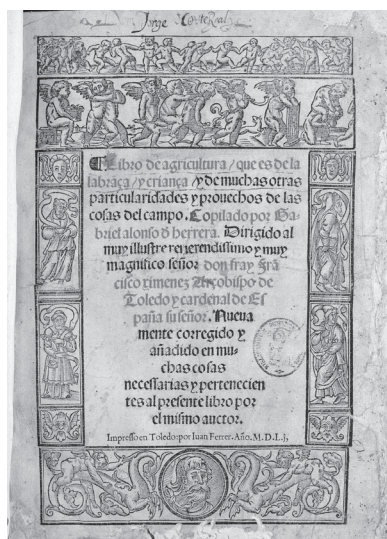 Jorge
Libro de agricultura / que es de la
labrãça / y criança / y de muchas otras
particularidades y prouechos de las
cosas del campo. Copilado por Ga-
briel alonso d̃ herrera. Dirigido al
muy illustre reuerendissimo y muy
magnifico señor don fray Frã
cisco ximenez Arçobispo de
Toledo y cardenal de Es
paña su señor. Nueua
mente corregido y
añadido en mu-
chas cosas
necessarias y pertenecien
tes al presente libro por
el mismo auctor.
Impresso en Toledo: por Iuan Ferrer. Año. M.D.L.j,